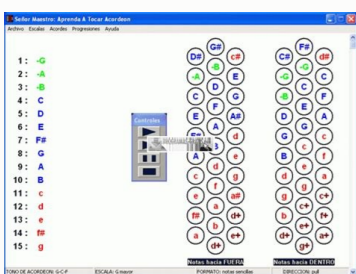 Señor Maestro: Aprenda A Tocar Acordeon
Archivo Escalas Acordes Progresiones Ayuda
1: -G
2: -A
3: -B
4: C
5: D
6: E
7: F#
8: G
9: A
10: B
11: c
12: d
13: e
14: f#
15: g
Controles
G#
D# c#
-B
-A E
D
C G
F
E A#
d
B
A e
d
c g
f
e a#
a
f# d+
c+
a e+
d+
Notas hacia FUERA
F#
C# d#
-G
-G C
C
-B F
E
D A
G
G d
B
B f
d
c+
g e+
b
c+ f+
d+
d+ a+
g+
Notas hacia DENTRO
TONO DE ACORDEON: G-C-F ESCALA: G mayor FORMATO: notas sencillas DIRECCION: pull